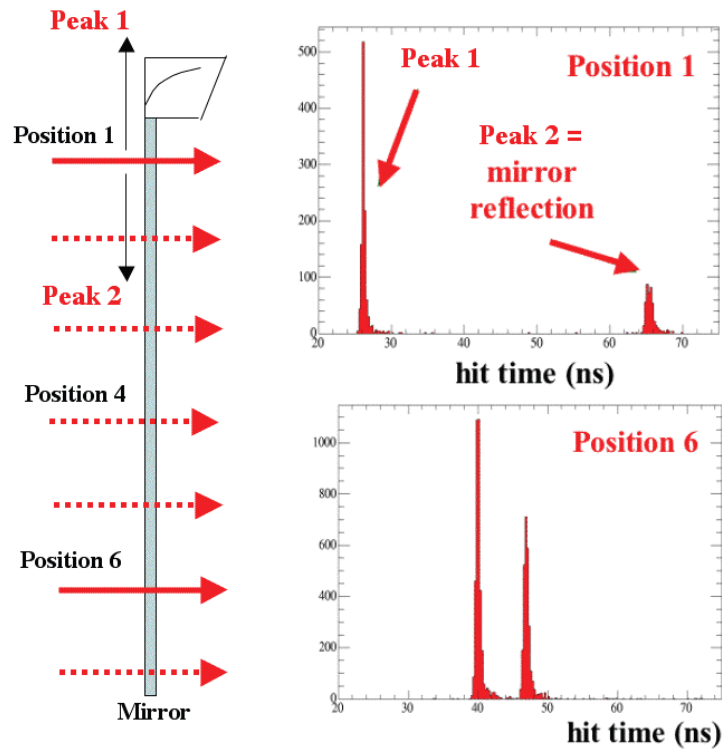 Peak 1
Position 1
Peak 2
Position 4
Position 6
Mirror
Peak 1
Position 1
Peak 2 =
mirror
reflection
500
400
300
200
100
0
20 30 40 50 60 70
hit time (ns)
Position 6
1000
800
600
400
200
0
20 30 40 50 60 70
hit time (ns)